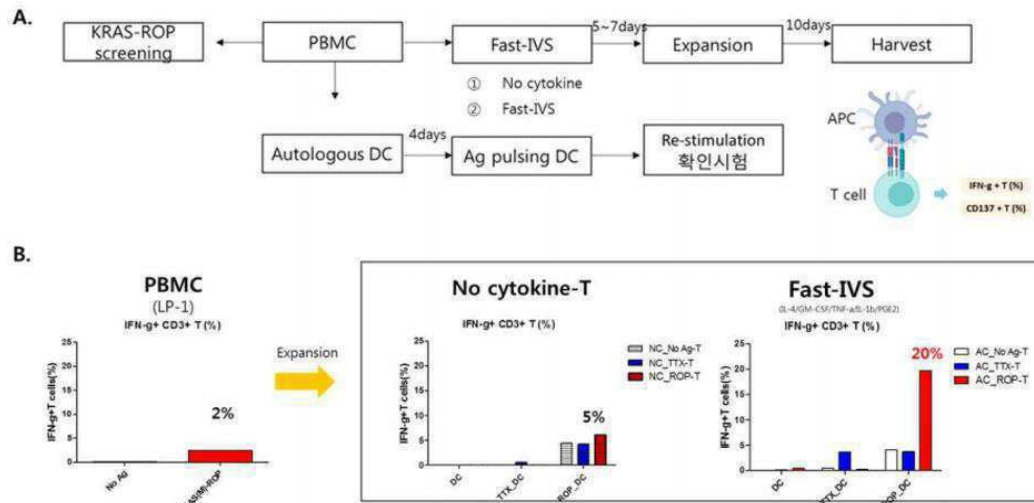 A.
KRAS-ROP
screening
PBMC
Fast-IVS
5~7days
Expansion
10days
Harvest
① No cytokine
② Fast-IVS
Autologous DC
4days
Ag pulsing DC
Re-stimulation
확인시험
APC
T cell
IFN-g + T (%)
CD137 + T (%)
B.
PBMC
(LP-1)
IFN-g+ CD3+ T (%)
IFN-g+T cells(%)
25
20
15
10
5
0
2%
No Ag
AS(M)-ROP
Expansion
No cytokine-T
IFN-g+ CD3+ T (%)
IFN-g+T cells(%)
25
20
15
10
5
0
5%
DC
TTX_DC
ROP_DC
NC_No Ag-T
NC_TTX-T
NC_ROP-T
Fast-IVS
(IL-4/GM-CSF/TNF-a/IL-1b/PGE2)
IFN-g+ CD3+ T (%)
IFN-g+T cells(%)
25
20
15
10
5
0
20%
DC
TTX_DC
ROP_DC
AC_No Ag-T
AC_TTX-T
AC_ROP-T